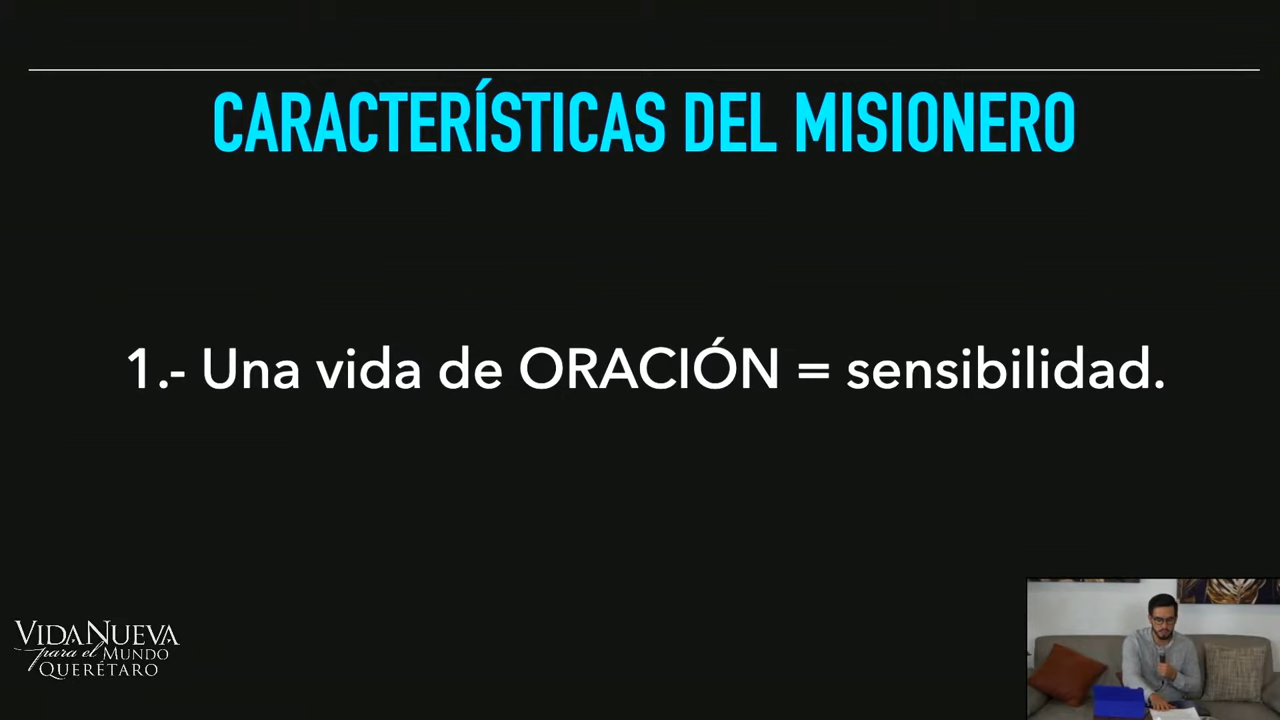 CARACTERÍSTICAS DEL MISIONERO
1.- Una vida de ORACIÓN = sensibilidad.
VIDA NUEVA
para el MUNDO
QUERÉTARO